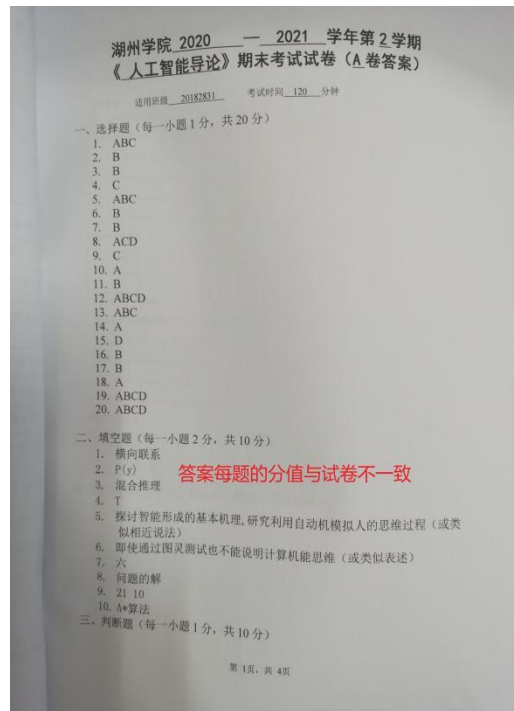 湖州学院 2020 — 2021 学年第2学期
《 人工智能导论》期末考试试卷（A卷答案）
适用班级 20182831 考试时间 120 分钟
一、选择题（每一小题1分，共20分）
1. ABC
2. B
3. B
4. C
5. ABC
6. B
7. B
8. ACD
9. C
10. A
11. B
12. ABCD
13. ABC
14. A
15. D
16. B
17. B
18. A
19. ABCD
20. ABCD
二、填空题（每一小题2分，共10分）
1. 横向联系
2. P(y)
答案每题的分值与试卷不一致
3. 混合推理
4. T
5. 探讨智能形成的基本机理,研究利用自动机模拟人的思维过程（或类
似相近说法）
6. 即使通过图灵测试也不能说明计算机能思维（或类似表述）
7. 六
8. 问题的解
9. 21 10
10. A*算法
三、判断题（每一小题1分，共10分）
第 1页，共 4页